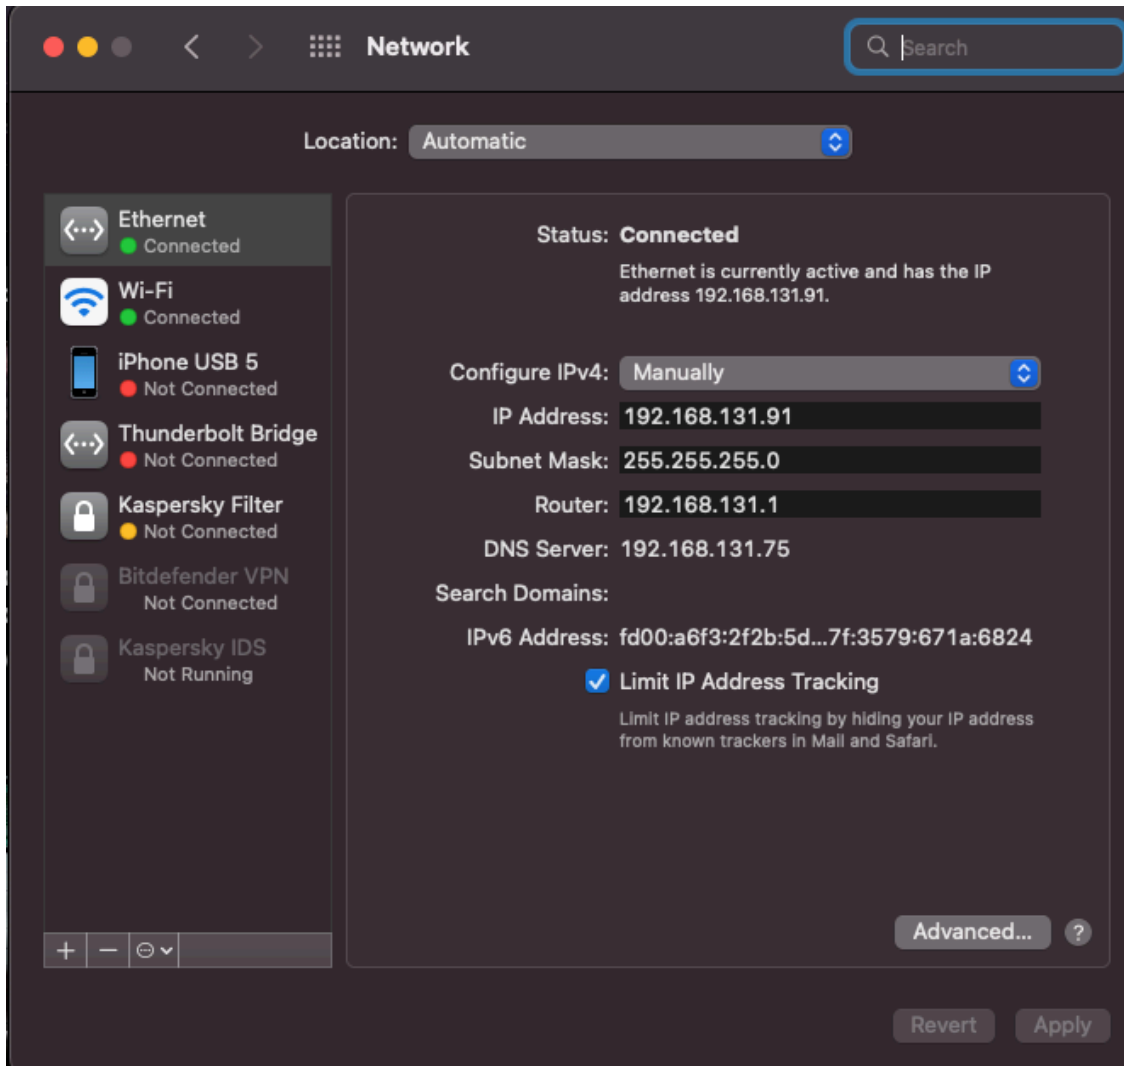 Network
Search
Location: Automatic
Ethernet
Connected
Wi-Fi
Connected
iPhone USB 5
Not Connected
Thunderbolt Bridge
Not Connected
Kaspersky Filter
Not Connected
Bitdefender VPN
Not Connected
Kaspersky IDS
Not Running
Status: Connected
Ethernet is currently active and has the IP
address 192.168.131.91.
Configure IPv4: Manually
IP Address: 192.168.131.91
Subnet Mask: 255.255.255.0
Router: 192.168.131.1
DNS Server: 192.168.131.75
Search Domains:
IPv6 Address: fd00:a6f3:2f2b:5d...7f:3579:671a:6824
Limit IP Address Tracking
Limit IP address tracking by hiding your IP address
from known trackers in Mail and Safari.
Advanced...
?
Revert
Apply